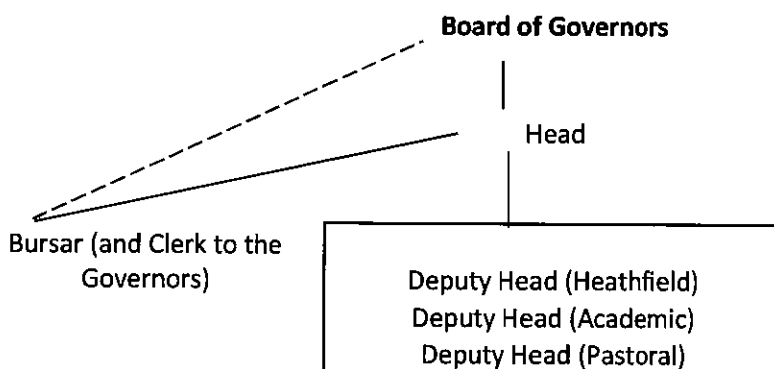 Board of Governors
Head
Bursar (and Clerk to the
Governors)
Deputy Head (Heathfield)
Deputy Head (Academic)
Deputy Head (Pastoral)